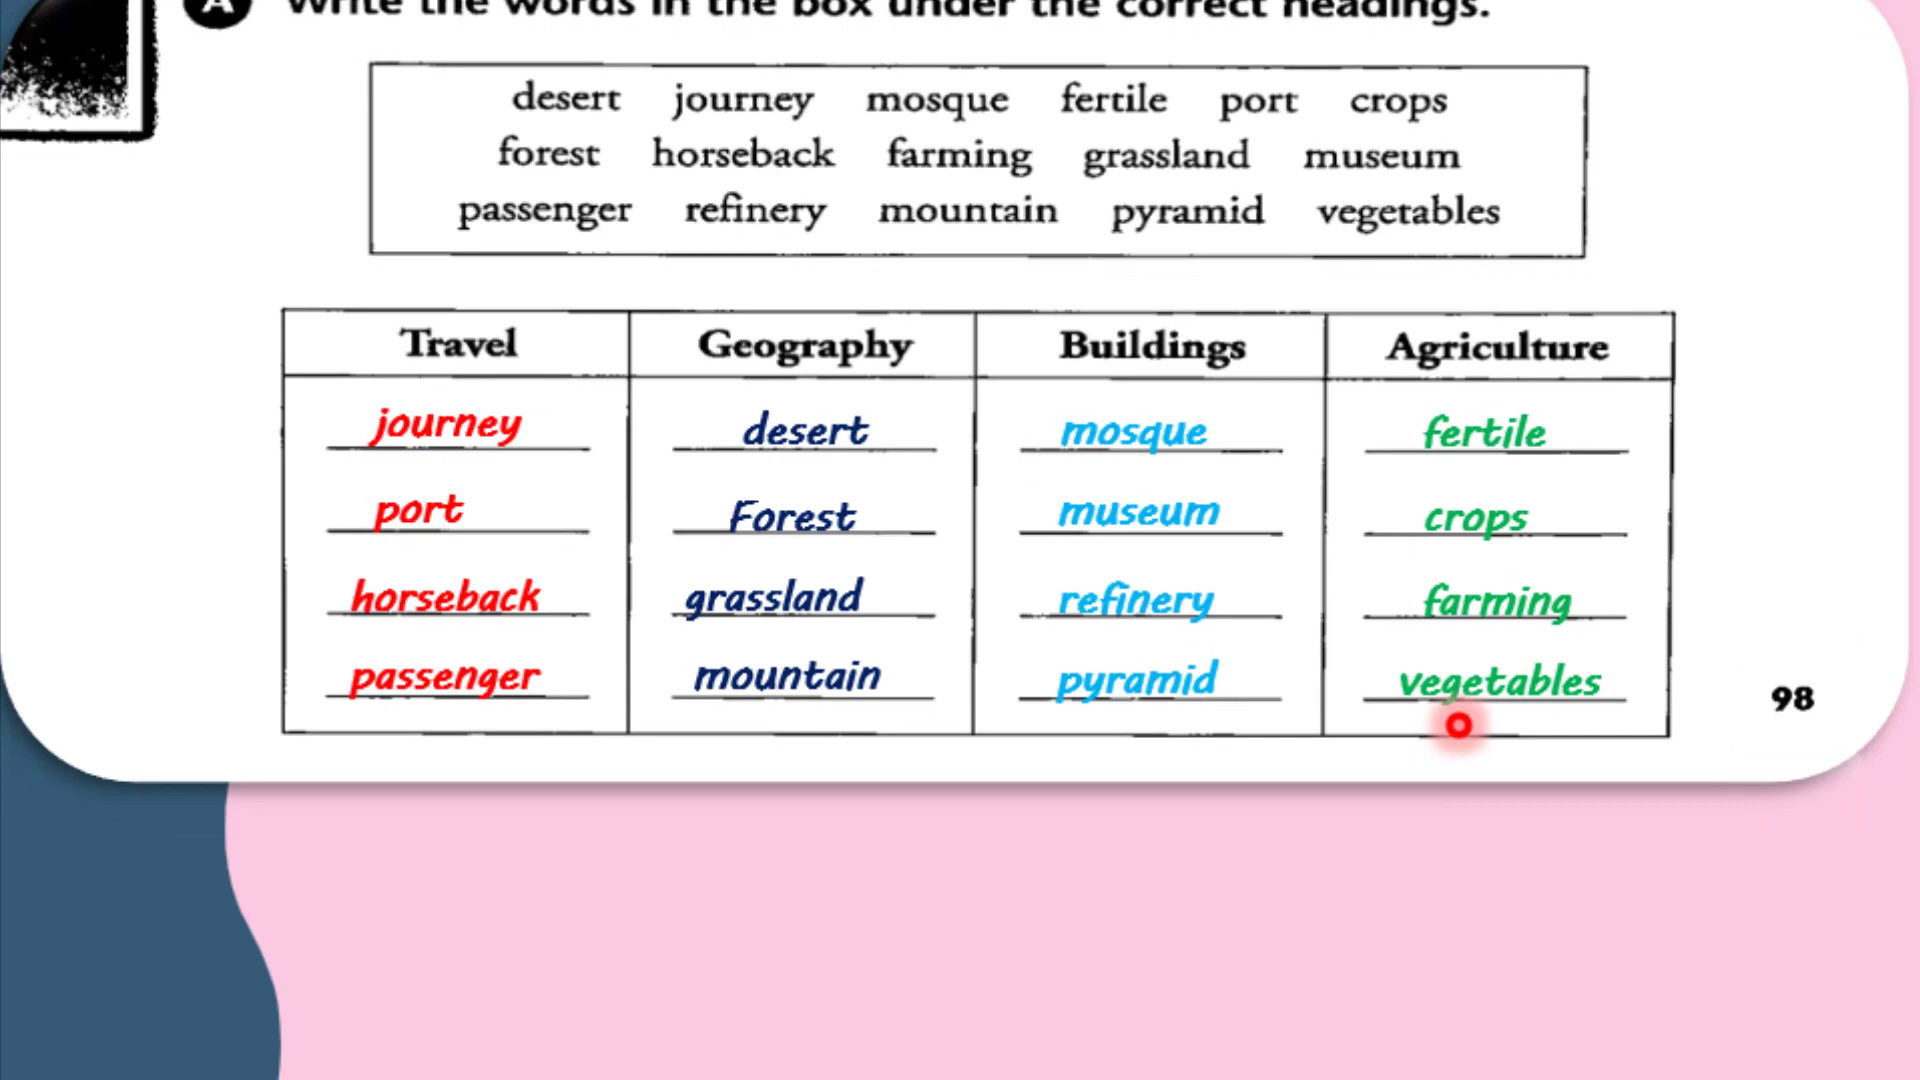 A Write the words in the box under the correct headings.
desert journey mosque fertile port crops
forest horseback farming grassland museum
passenger refinery mountain pyramid vegetables
Travel Geography Buildings Agriculture
journey desert mosque fertile
port Forest museum crops
horseback grassland refinery farming
passenger mountain pyramid vegetables
98